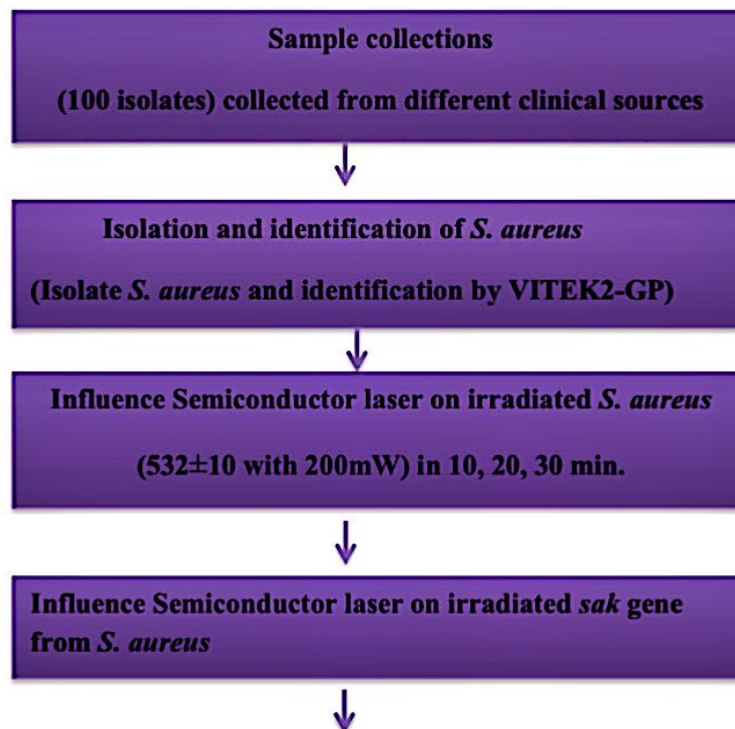 Sample collections
(100 isolates) collected from different clinical sources
Isolation and identification of S. aureus
(Isolate S. aureus and identification by VITEK2-GP)
Influence Semiconductor laser on irradiated S. aureus
(532±10 with 200mW) in 10, 20, 30 min.
Influence Semiconductor laser on irradiated sak gene
from S. aureus